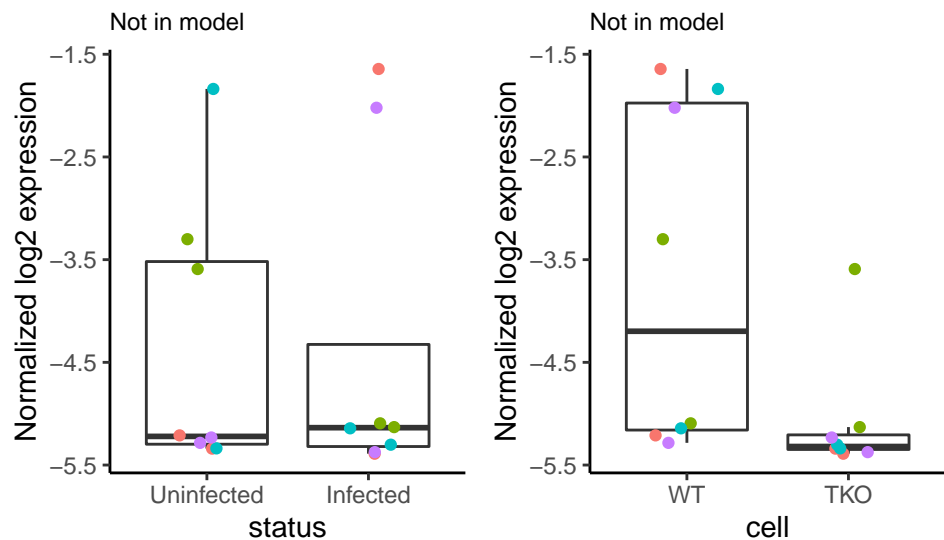 Not in model
Normalized log2 expression
−1.5
−2.5
−3.5
−4.5
−5.5
Uninfected
Infected
status
Not in model
Normalized log2 expression
−1.5
−2.5
−3.5
−4.5
−5.5
WT
TKO
cell